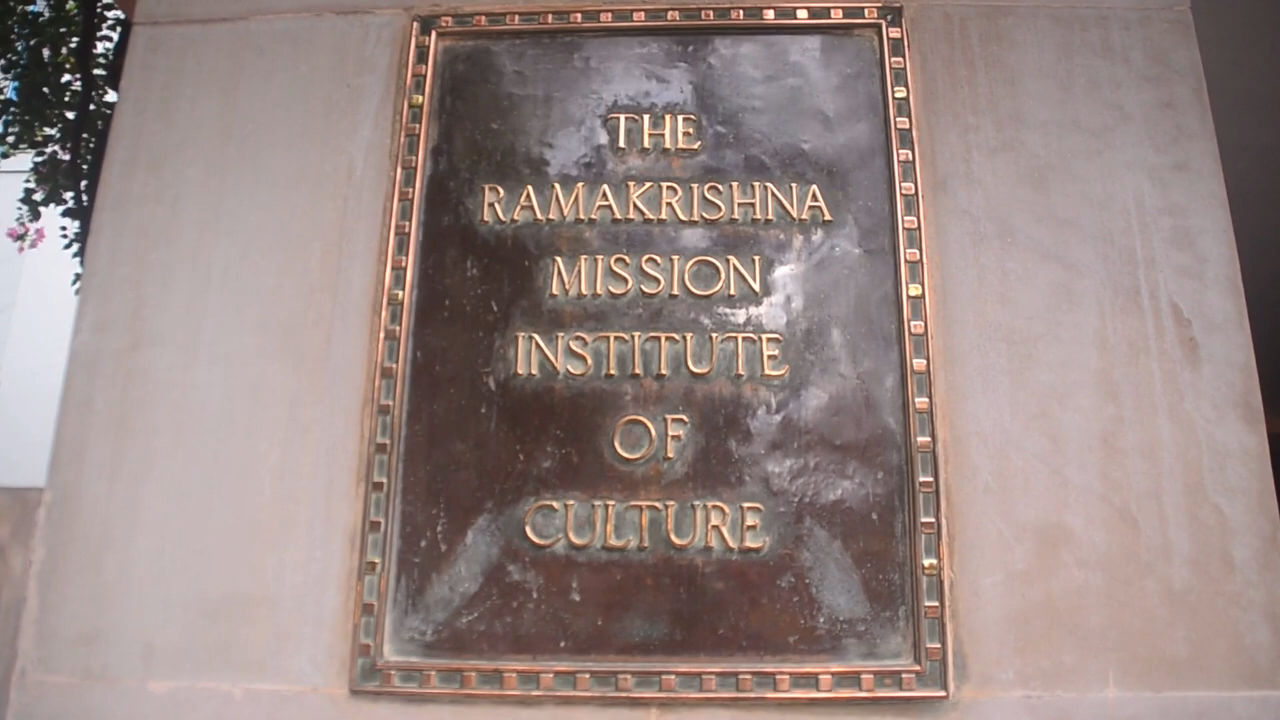 THE
RAMAKRISHNA
MISSION
INSTITUTE
OF
CULTURE